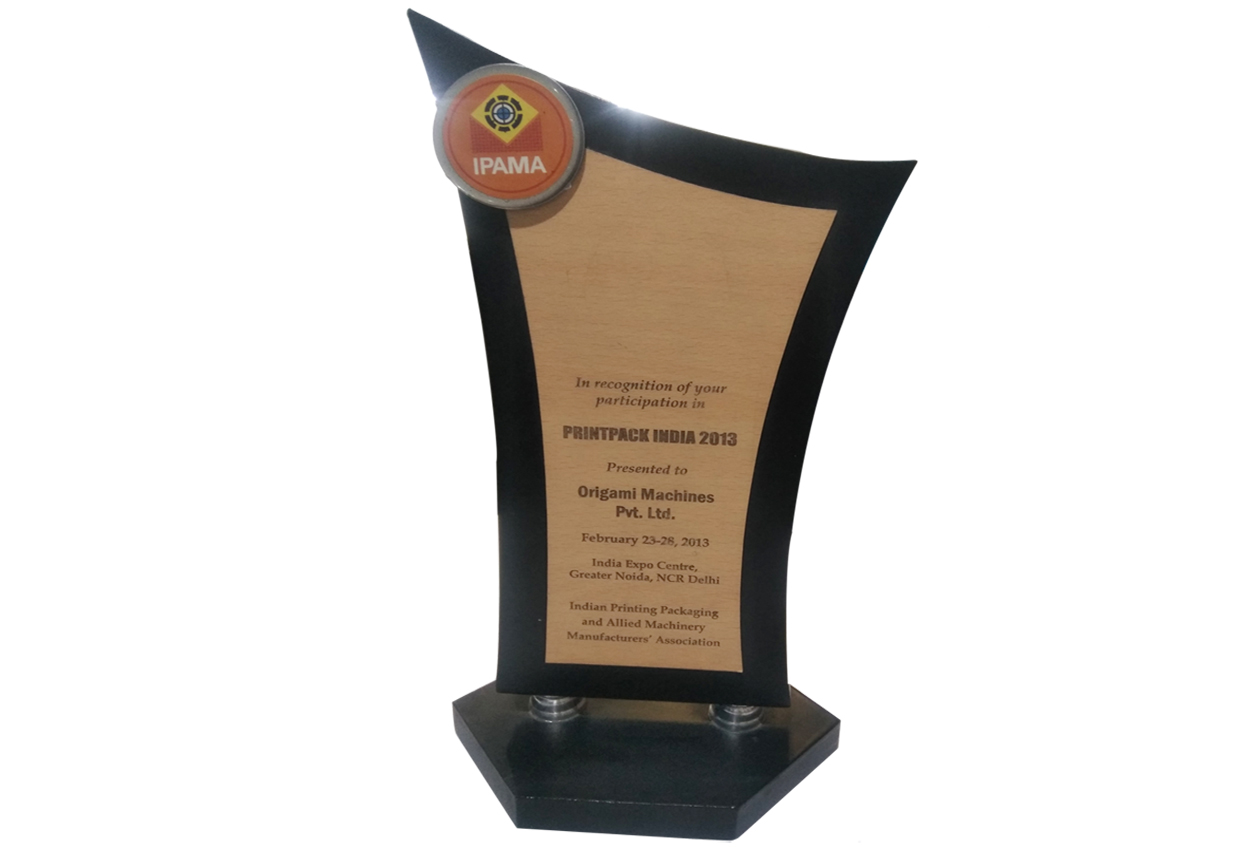 IPAMA
In recognition of your
participation in
PRINTPACK INDIA 2013
Presented to
Origami Machines
Pvt. Ltd.
February 23-28, 2013
India Expo Centre,
Greater Noida, NCR Delhi
Indian Printing Packaging
and Allied Machinery
Manufacturers' Association